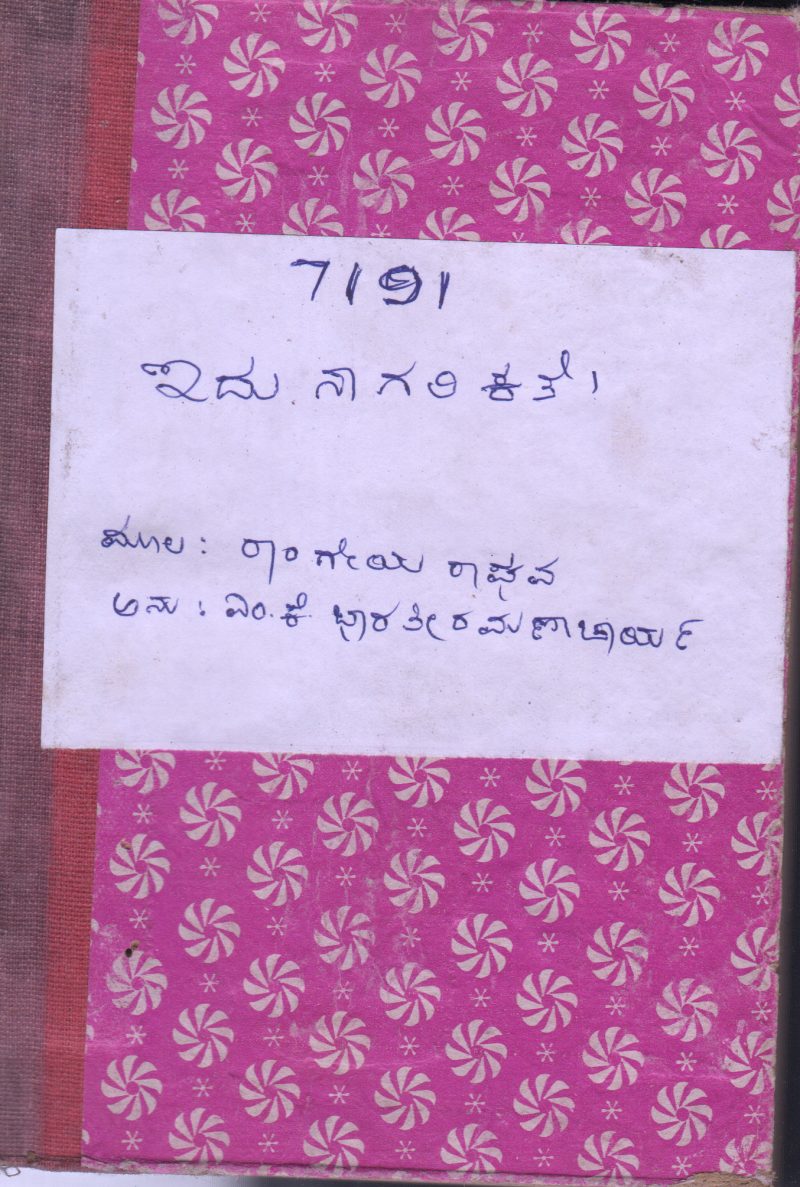 7191
ಇದು ನಾಗರಿಕತೆ!
ಮೂಲ: ರಾಂಗೇಯ ರಾಘವ
ಅನು: ಎಂ.ಕೆ. ಭಾರತೀರಮಣಾಚಾರ್ಯ